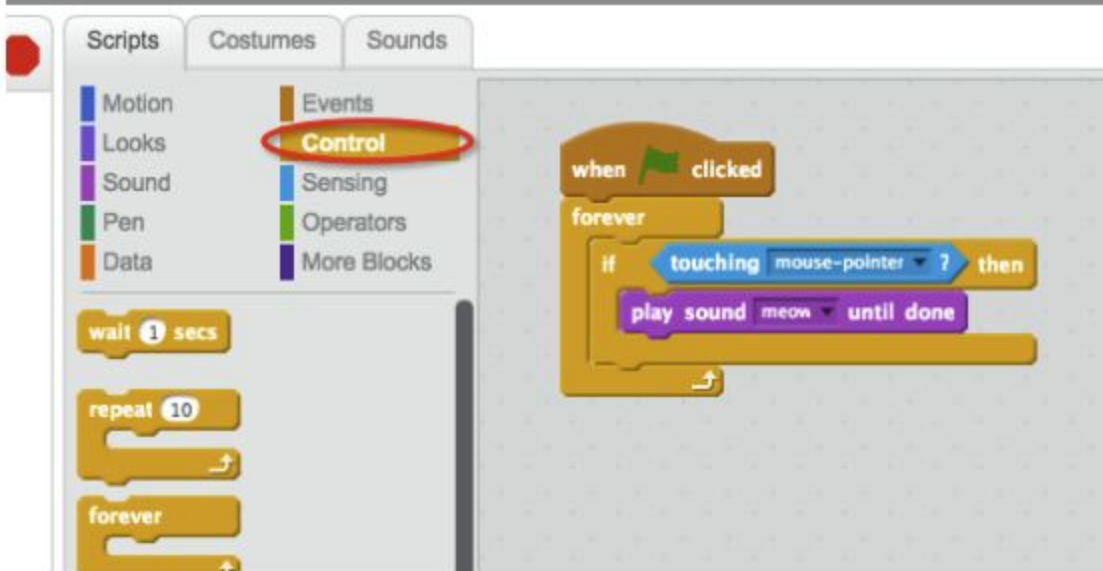 Scripts Costumes Sounds
Motion Events
Looks Control
Sound Sensing
Pen Operators
Data More Blocks
wait 1 secs
repeat 10
forever
when clicked
forever
if touching mouse-pointer ? then
play sound meow until done